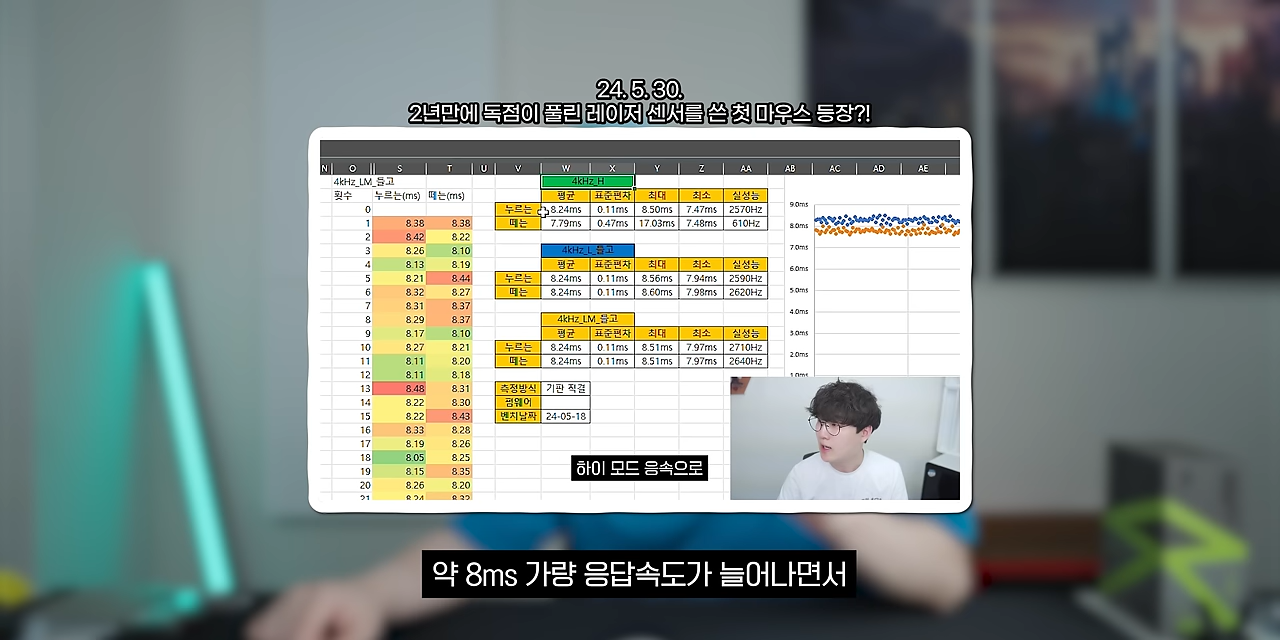 24. 5. 30.
2년만에 독점이 풀린 레이저 센서를 쓴 첫 마우스 등장?!
N O S T U V W X Y Z AA AB AC AD AE
4kHz_LM_들고 4kHz_H
횟수 누르는(ms) 떼는(ms) 평균 표준편차 최대 최소 실성능
0 누르는 8.24ms 0.11ms 8.50ms 7.47ms 2570Hz 9.0ms
1 8.38 8.38 떼는 7.79ms 0.47ms 17.03ms 7.48ms 610Hz 8.0ms
2 8.42 8.22
3 8.26 8.10 4kHz_L_들고 7.0ms
4 8.13 8.19 평균 표준편차 최대 최소 실성능 6.0ms
5 8.21 8.44 누르는 8.24ms 0.11ms 8.56ms 7.94ms 2590Hz
6 8.32 8.27 떼는 8.24ms 0.11ms 8.60ms 7.98ms 2620Hz 5.0ms
7 8.31 8.37
8 8.29 8.37 4kHz_LM_들고 4.0ms
9 8.17 8.10 평균 표준편차 최대 최소 실성능 3.0ms
10 8.27 8.21 누르는 8.24ms 0.11ms 8.51ms 7.97ms 2710Hz
11 8.11 8.20 떼는 8.24ms 0.11ms 8.51ms 7.97ms 2640Hz 2.0ms
12 8.11 8.18 1.0ms
13 8.48 8.31 측정방식 기판 직결
14 8.22 8.30 펌웨어
15 8.22 8.43 벤치날짜 24-05-18
16 8.33 8.28
17 8.19 8.26
18 8.05 8.25
19 8.15 8.35
20 8.26 8.20
21 8.24 8.32
하이 모드 응속으로
약 8ms 가량 응답속도가 늘어나면서